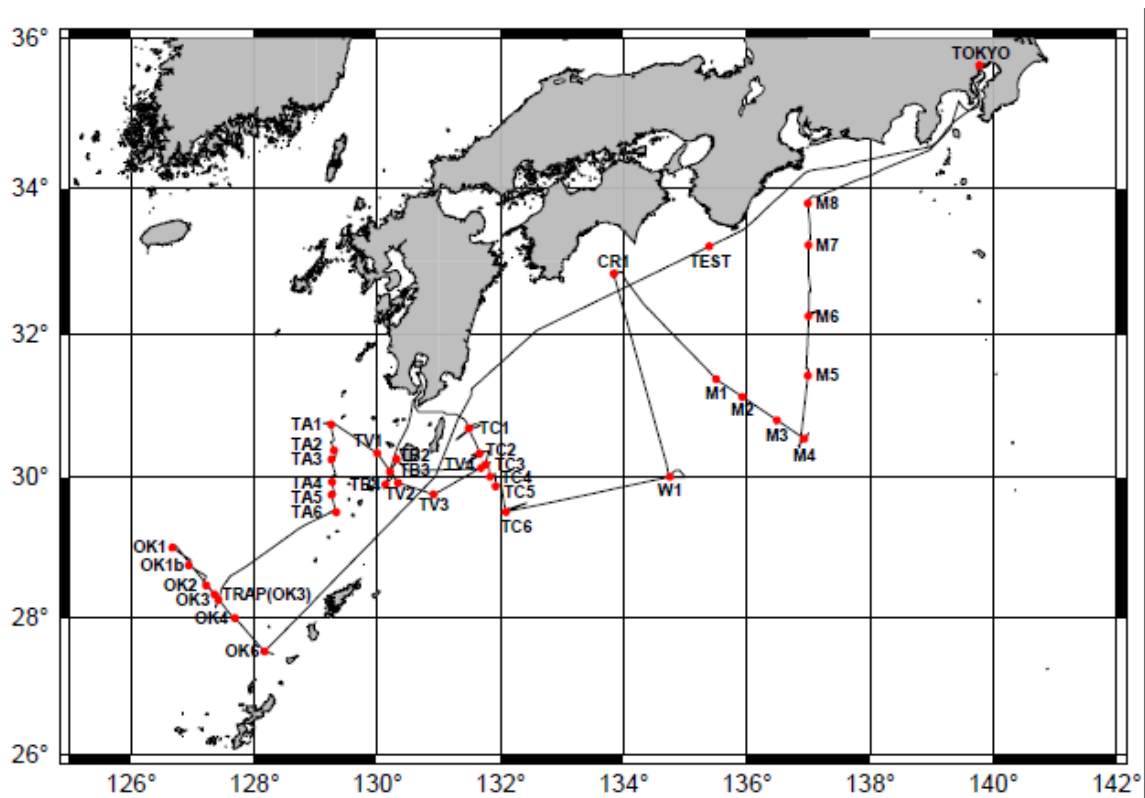 36°
TOKYO
34°
M8
M7
TEST
CR1
M6
32°
M5
M1
M2
M3
M4
TA1
TC1
TV1
TA2
TC2
TB2
TA3
TV4
TC3
TB3
30°
TC4
TA4
TV2
TC5
W1
TA5
TV3
TA6
TC6
OK1
OK1b
OK2
TRAP(OK3)
OK3
28°
OK4
OK6
26°
126°
128°
130°
132°
134°
136°
138°
140°
142°